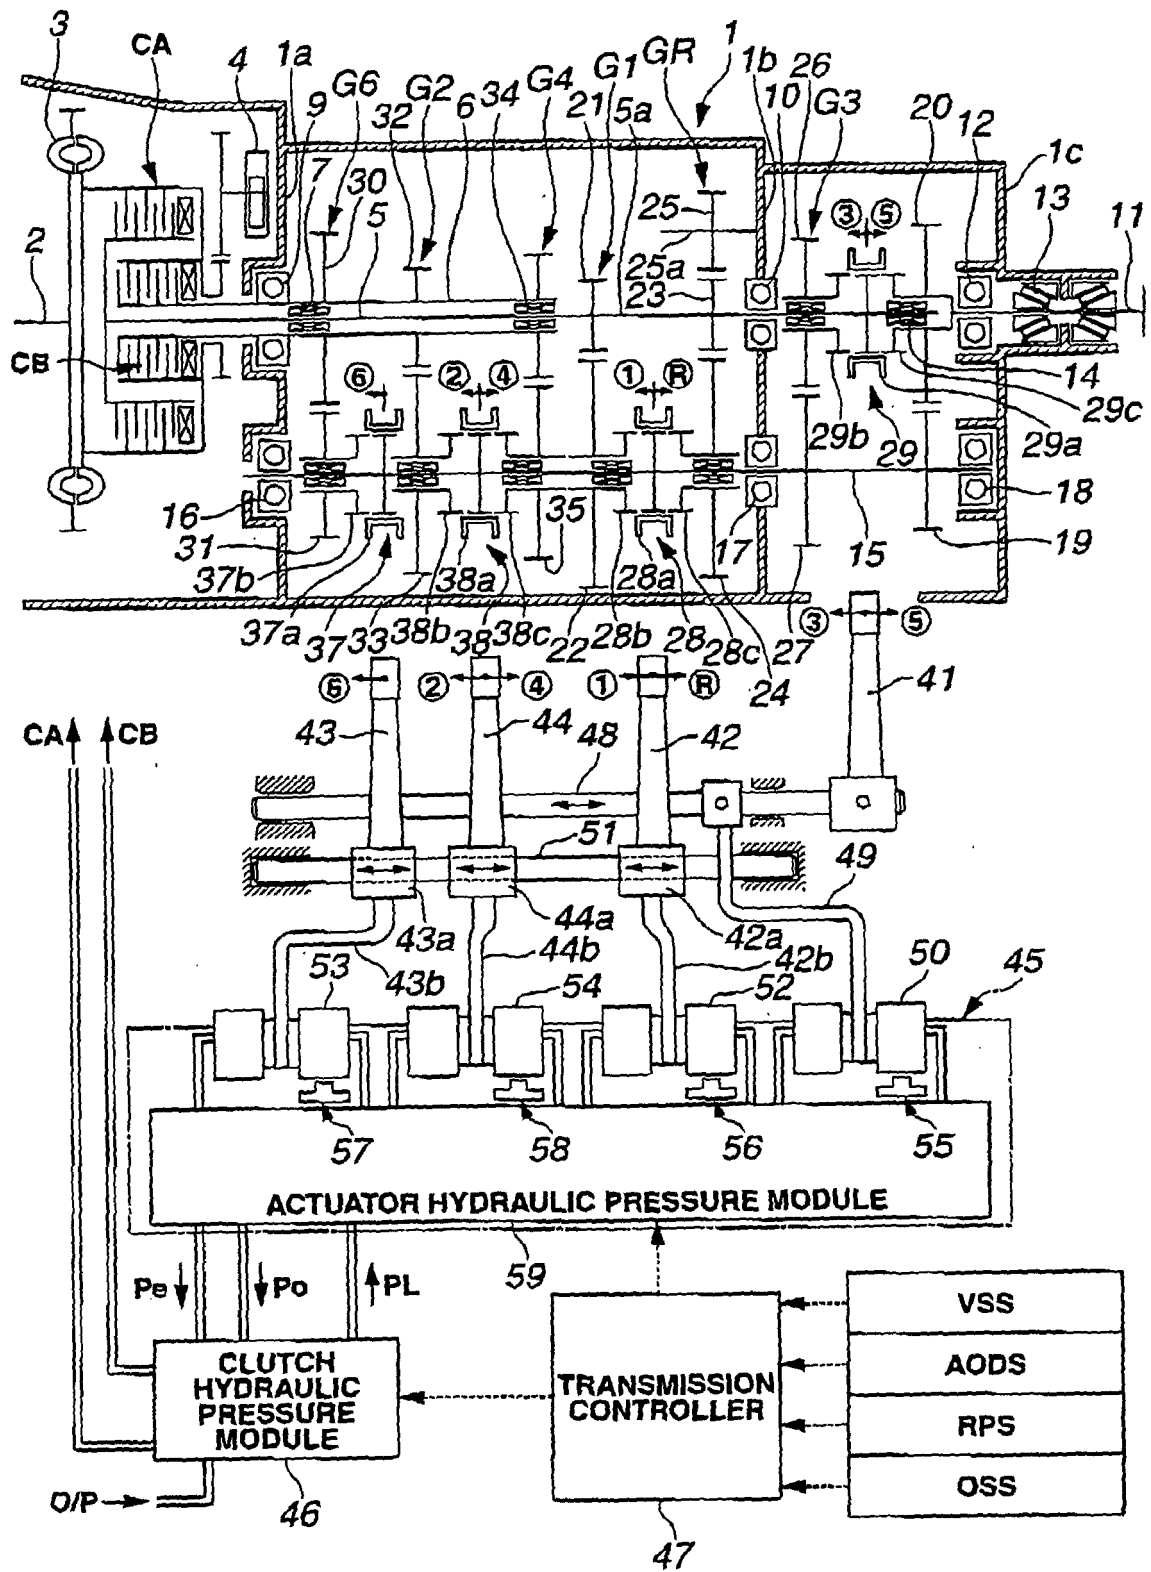 3 CA 4 1a 9 G6 32 G2 6 34 G4 21 G1 5a GR 1 1b 10 26 G3 20 12 1c 13 11
7 30 5
2
25
25a
23
3 5
CB
6 2 4 1 R
14
29c
29b 29 29a
16 31 37b 37a 37 33 38b 38a 38 38c 35 22 28b 28a 28 28c 24 17 27 15 19 18
3 5
6 2 4 1 R
41
CA CB
43 44 48 42
51
49
43a 44a 42a
53 43b 44b 54 52 42b 50 45
57 58 56 55
ACTUATOR HYDRAULIC PRESSURE MODULE
59
Pe Po PL
CLUTCH
HYDRAULIC
PRESSURE
MODULE
TRANSMISSION
CONTROLLER
VSS
AODS
RPS
OSS
O/P
46
47